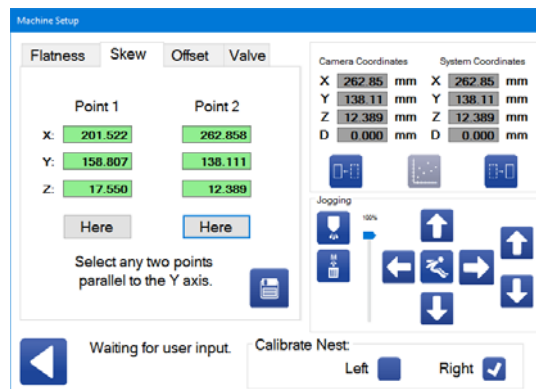 Machine Setup
Flatness Skew Offset Valve
Point 1 Point 2
X: 201.522 262.858
Y: 158.807 138.111
Z: 17.550 12.389
Here Here
Select any two points
parallel to the Y axis.
Camera Coordinates System Coordinates
X 262.85 mm X 262.85 mm
Y 138.11 mm Y 138.11 mm
Z 12.389 mm Z 12.389 mm
D 0.000 mm D 0.000 mm
Jogging
100%
M
Waiting for user input.
Calibrate Nest:
Left Right